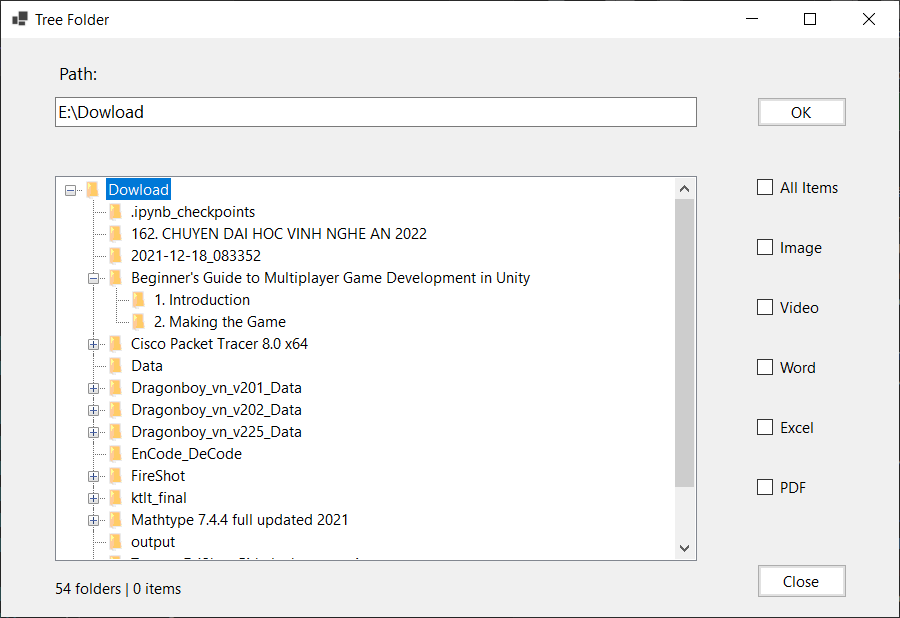 Tree Folder
Path:
E:\Dowload
OK
Dowload
.ipynb_checkpoints
162. CHUYEN DAI HOC VINH NGHE AN 2022
2021-12-18_083352
Beginner's Guide to Multiplayer Game Development in Unity
1. Introduction
2. Making the Game
Cisco Packet Tracer 8.0 x64
Data
Dragonboy_vn_v201_Data
Dragonboy_vn_v202_Data
Dragonboy_vn_v225_Data
EnCode_DeCode
FireShot
ktlt_final
Mathtype 7.4.4 full updated 2021
output
All Items
Image
Video
Word
Excel
PDF
54 folders | 0 items
Close